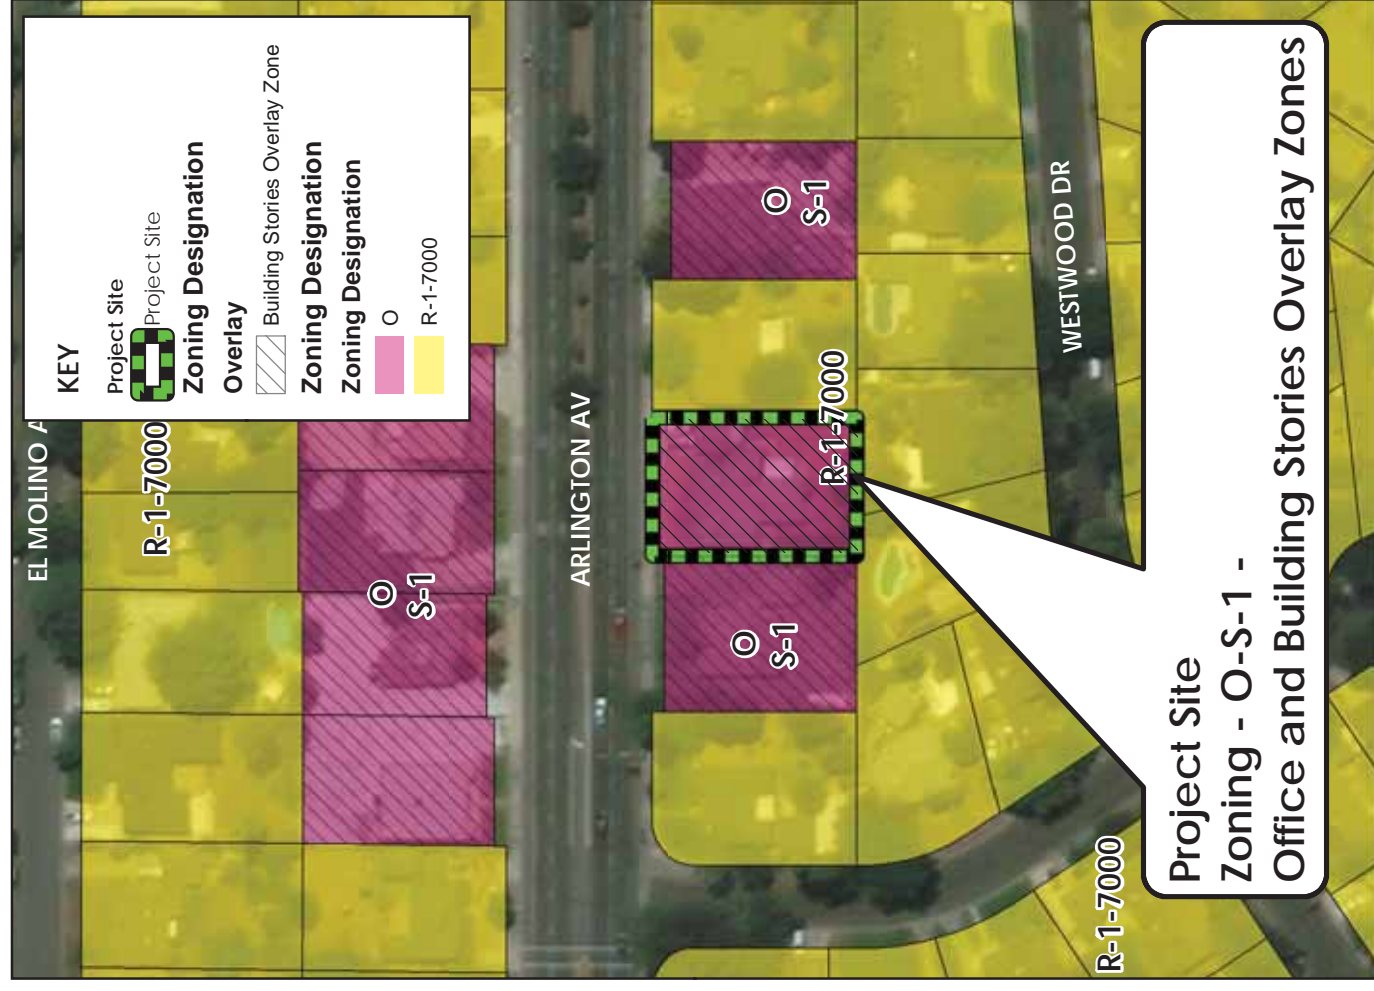 KEY
Project Site
Project Site
Zoning Designation
Overlay
Building Stories Overlay Zone
Zoning Designation
Zoning Designation
O
R-1-7000
EL MOLINO A
R-1-7000
O
S-1
ARLINGTON AV
O
S-1
R-1-7000
O
S-1
WESTWOOD DR
R-1-7000
Project Site
Zoning - O-S-1 -
Office and Building Stories Overlay Zones